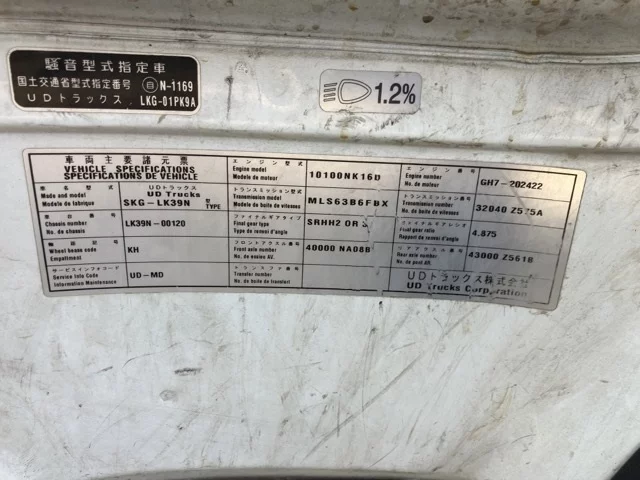 騒音型式指定車
国土交通省型式指定番号 自 N-1169
UDトラックス LKG-01PK9A
1.2%
車両主要諸元票
VEHICLE SPECIFICATIONS
SPECIFICATIONS DE VEHICLE
エンジン型式
Engine model
Modele de moteur
10100NK16D
エンジン番号
Engine number
No. de moteur
GH7-202422
車名型式
Make and model
Modele de fabrique
UDトラックス
UD Trucks
SKG-LK39N 型 TYPE
トランスミッション型式
Transmission model
Modele de boite de vitesses
MLS63B6FBX
トランスミッション番号
Transmission number
No. de boite de vitesses
32040 Z575A
車台番号
Chassis number
No. de chassis
LK39N-00120
ファイナルギアタイプ
Final gear type
Type de renvoi d'angle
SRHH2 OR
ファイナルギアレシオ
Final gear ratio
Rapport de renvoi d'angle
4.875
軸距記号
Wheel base code
Empattement
KH
フロントアクスル番号
Front axle number
No. de essieu AV.
40000 NA08B
リアアクスル番号
Rear axle number
No. de pont AR.
43000 Z561B
サービスインフォコード
Service Info Code
Information Maintenance
UD-MD
トランスファ番号
Transfer number
No. de boite de transfert
UDトラックス株式会社
UD Trucks Corporation